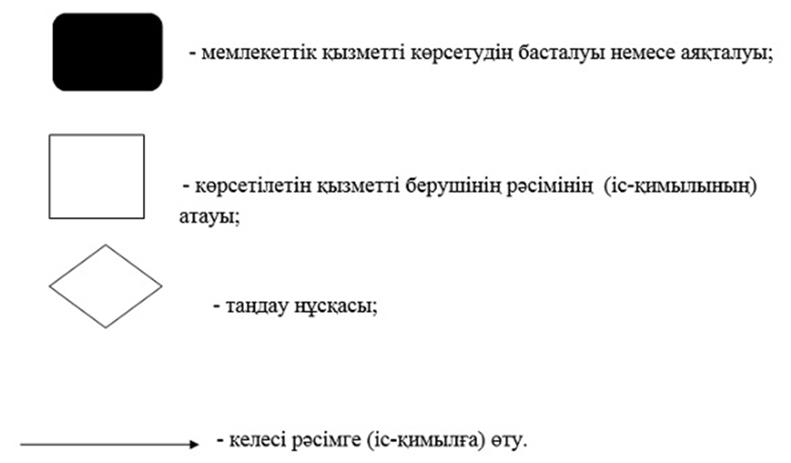 - мемлекеттік қызметті көрсетудің басталуы немесе аяқталуы;
- көрсетілетін қызметті берушінің рәсімінің (іс-қимылының)
атауы;
- таңдау нұсқасы;
- келесі рәсімге (іс-қимылға) өту.